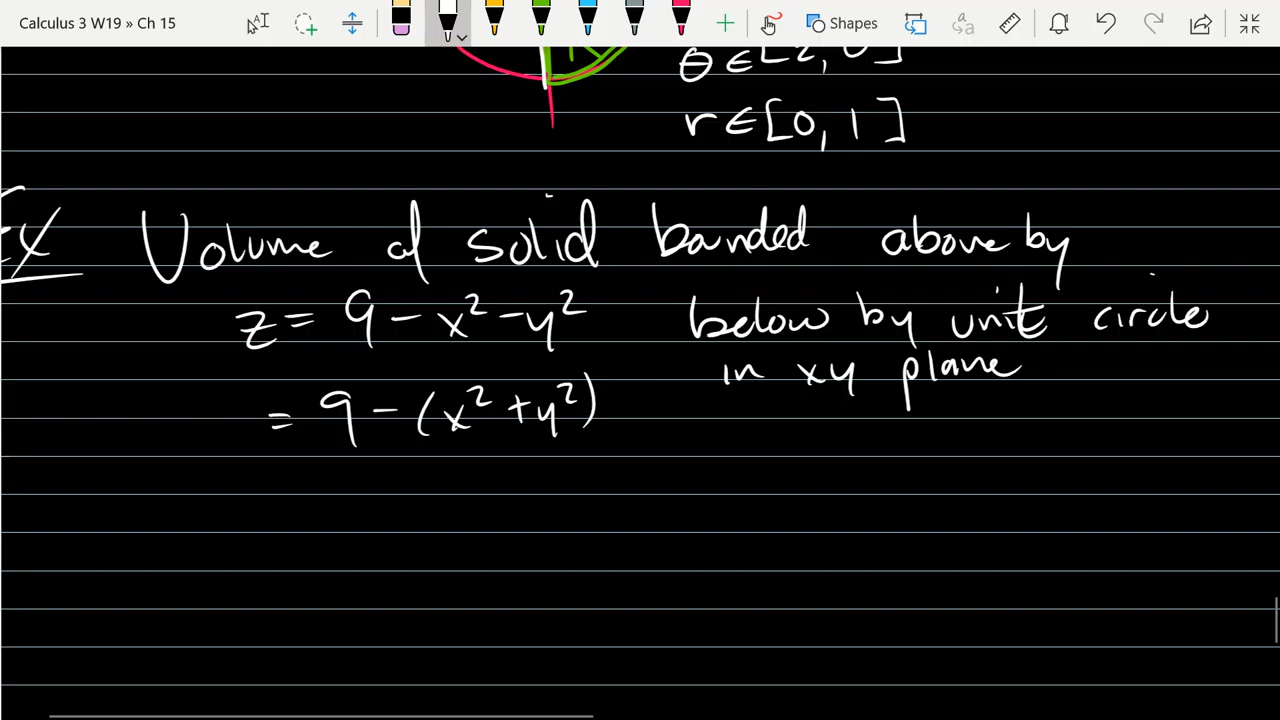 Calculus 3 W19 » Ch 15
Shapes
θ ∈ [
r ∈ [0, 1]
EX Volume of solid bounded above by
z = 9 - x² - y² below by unit circle
in xy plane
= 9 - (x² + y²)